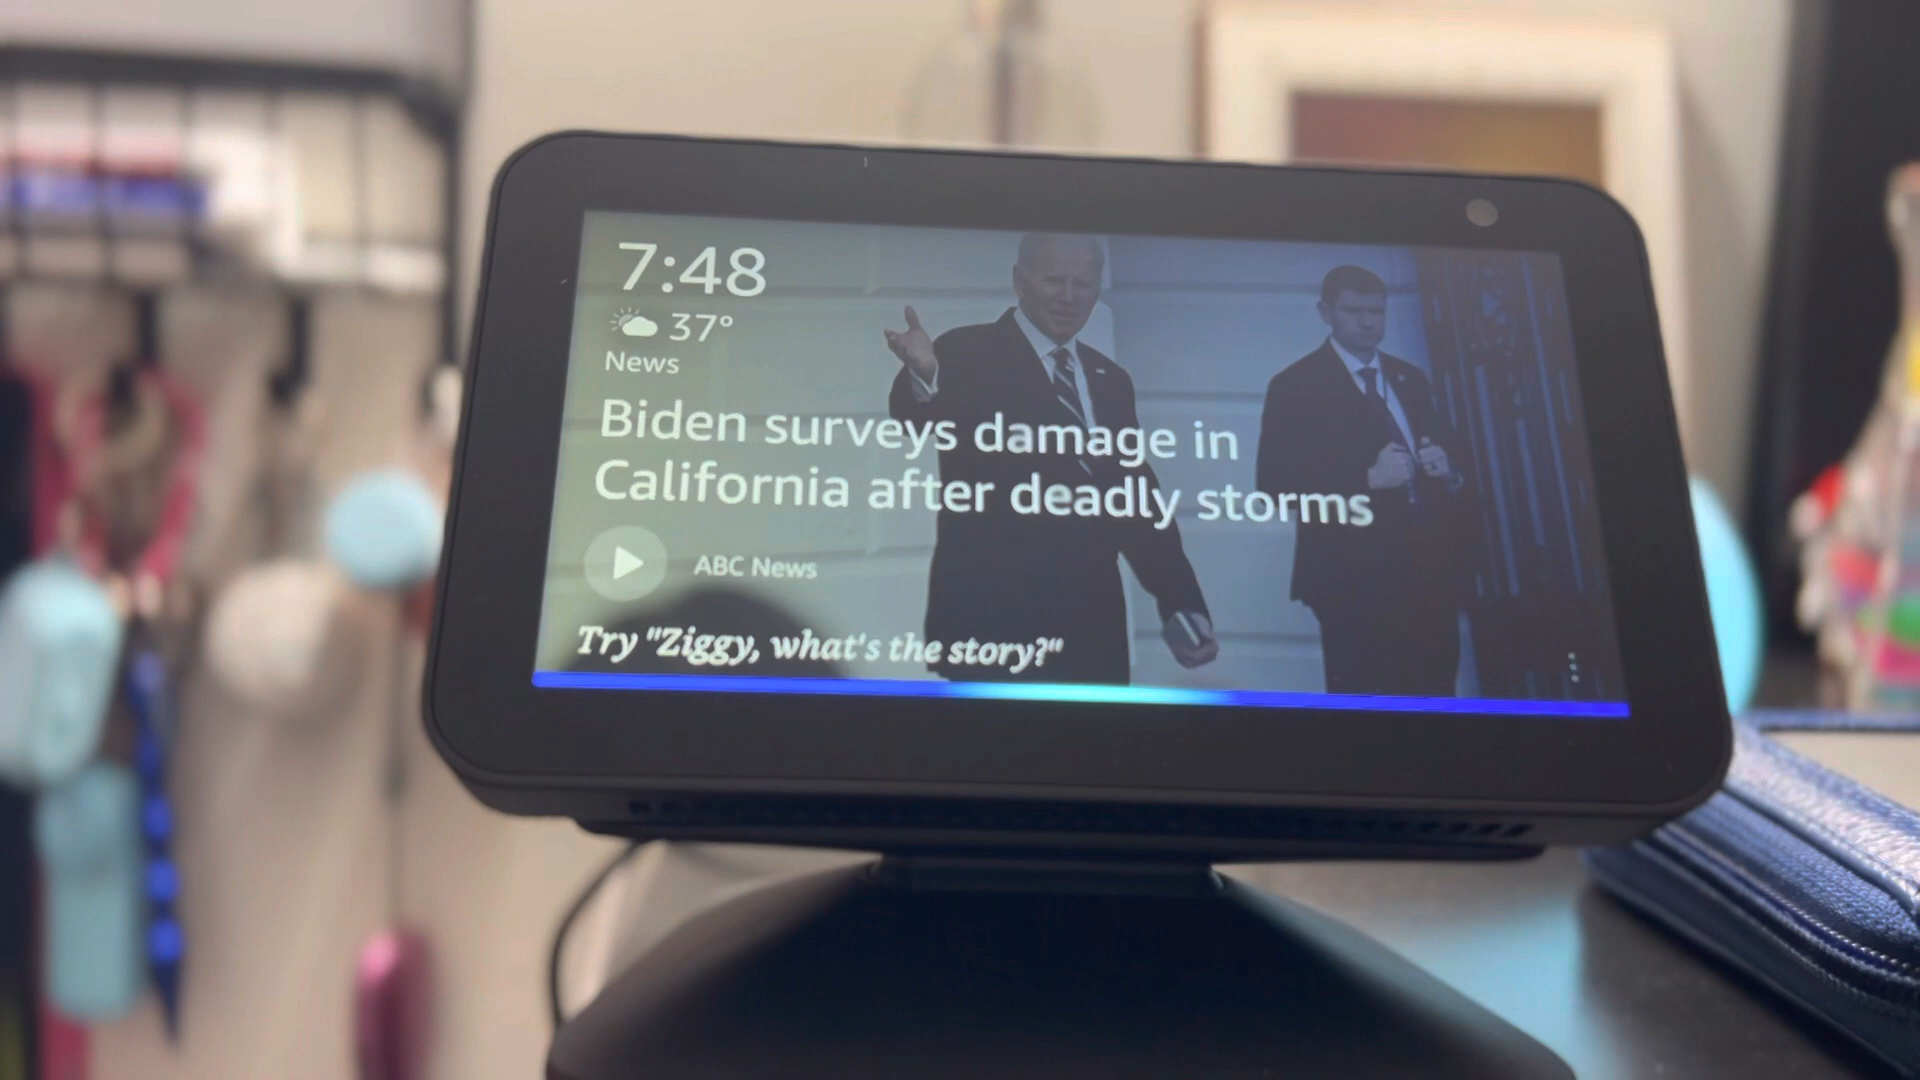 7:48
37°
News
Biden surveys damage in
California after deadly storms
ABC News
Try "Ziggy, what's the story?"